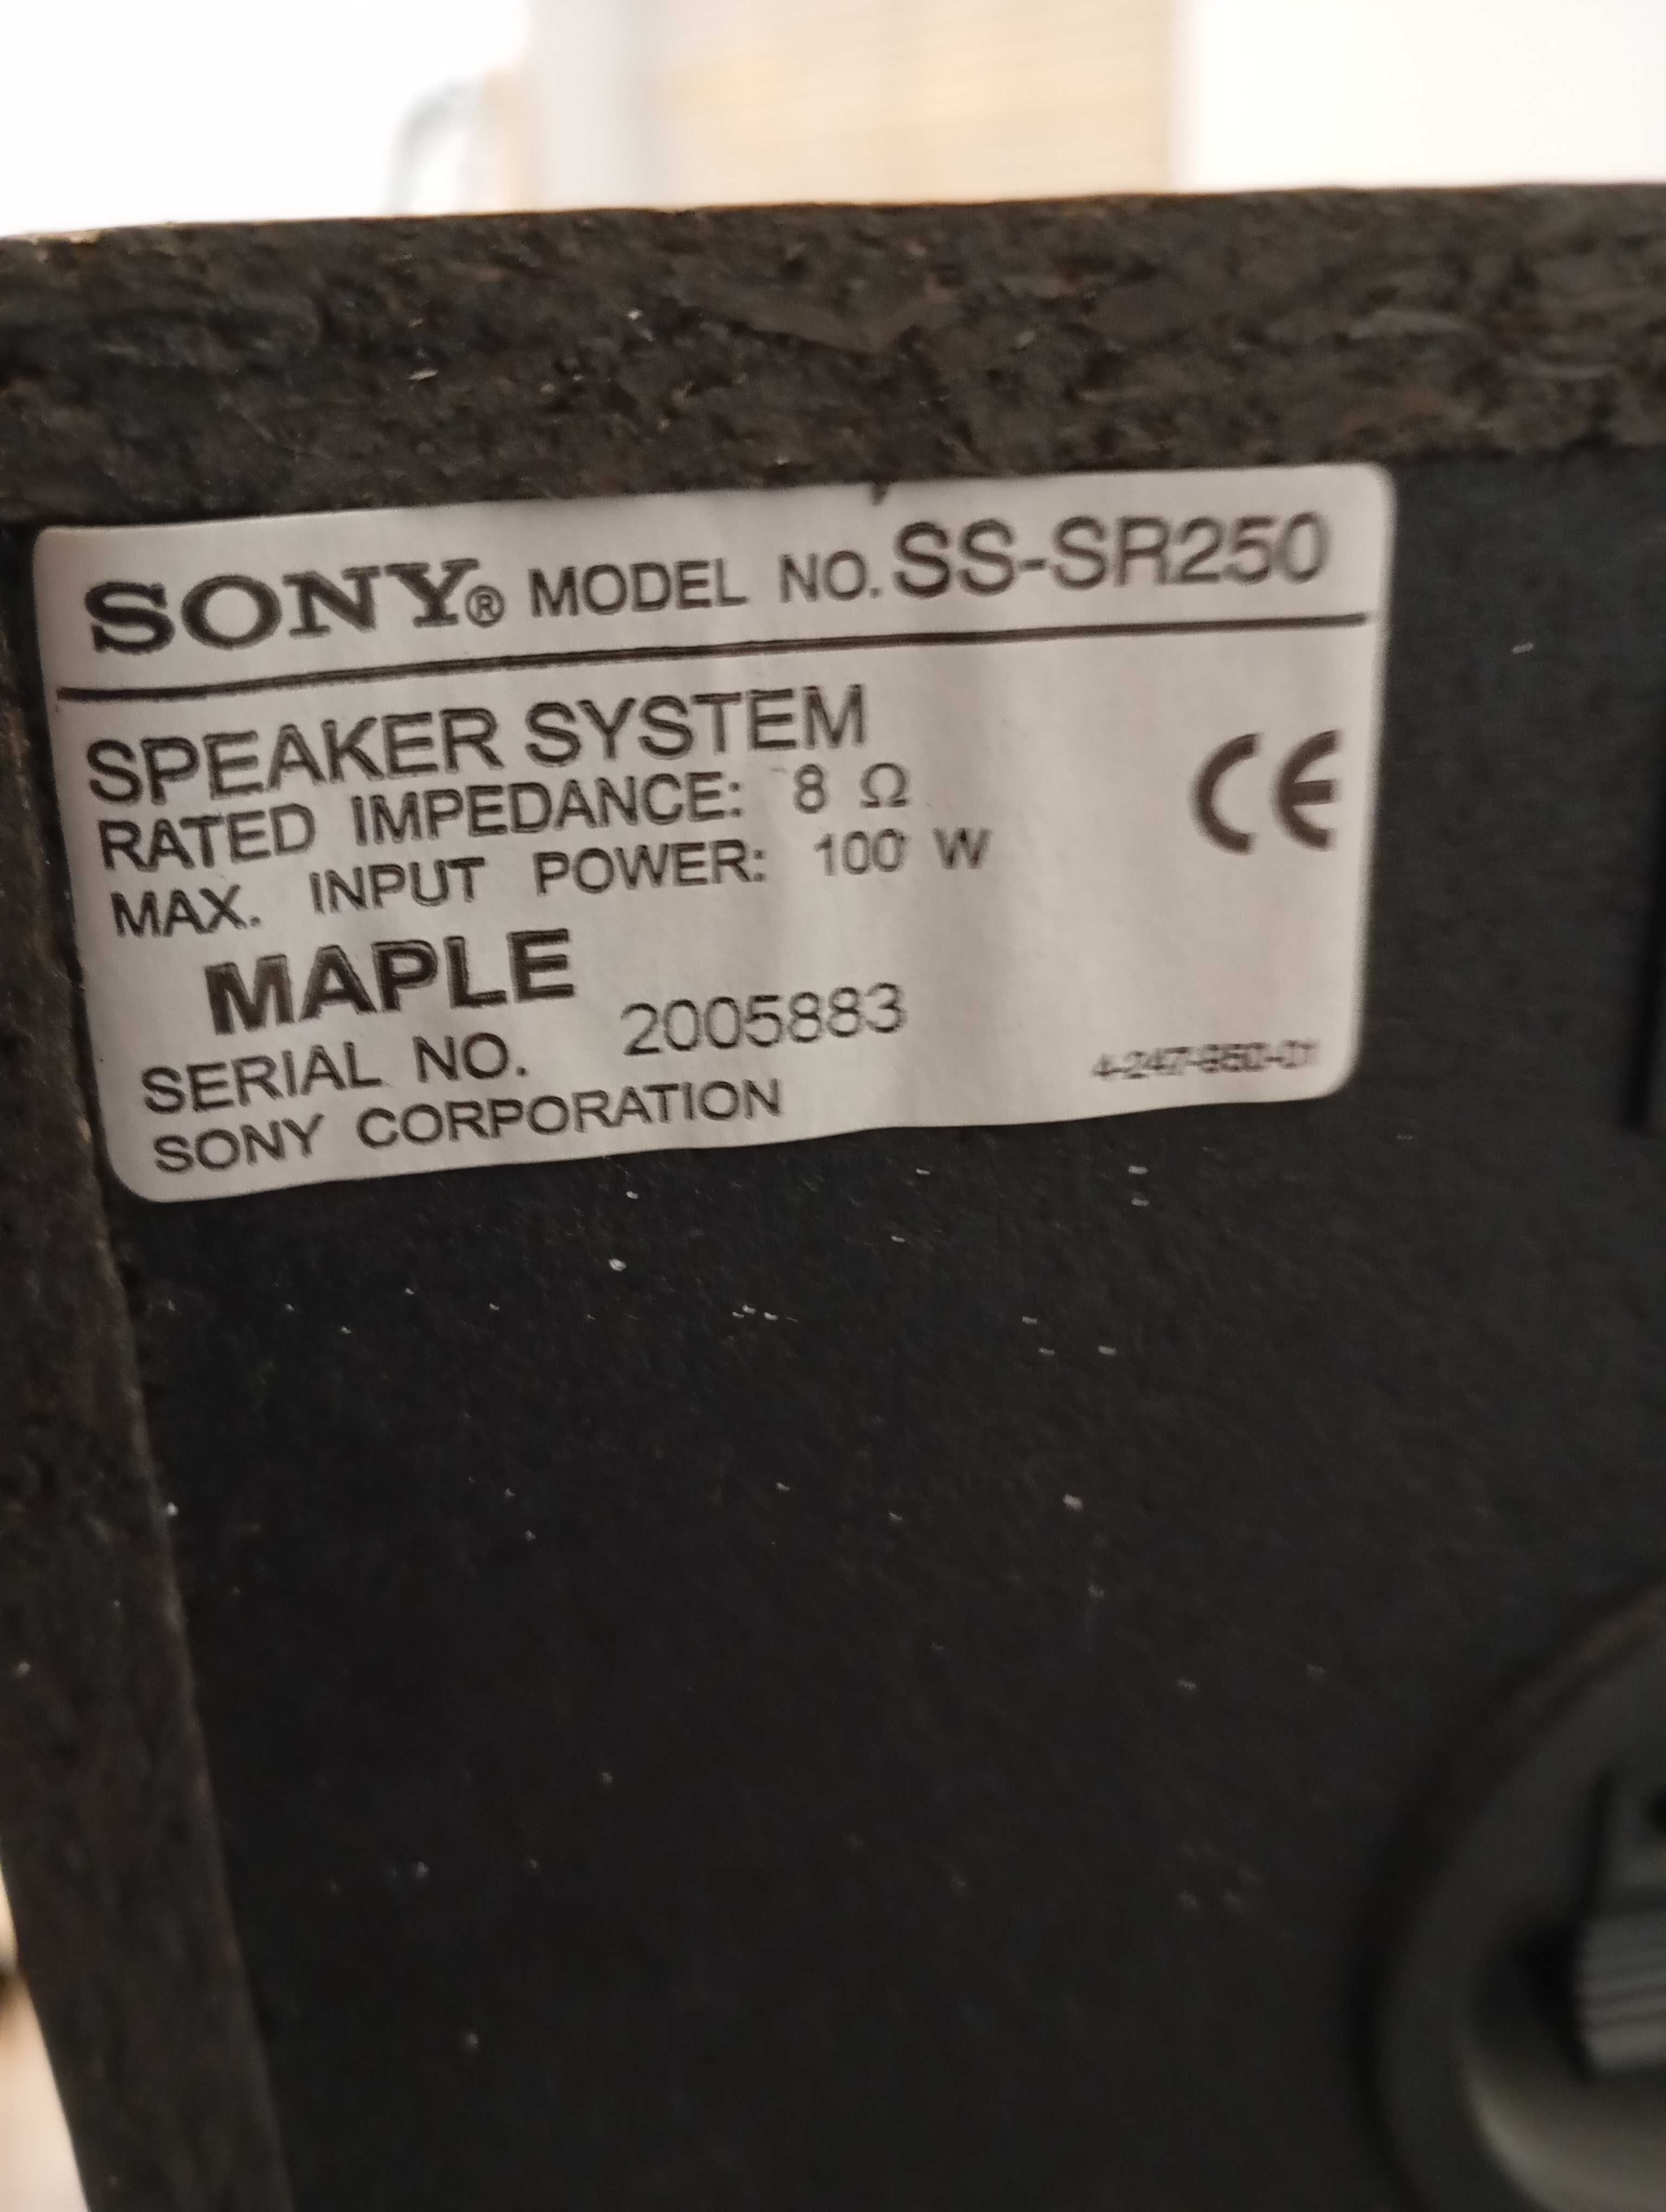 SONY® MODEL NO. SS-SR250
SPEAKER SYSTEM
RATED IMPEDANCE: 8 Ω
MAX. INPUT POWER: 100 W
CE
MAPLE
SERIAL NO. 2005883
SONY CORPORATION